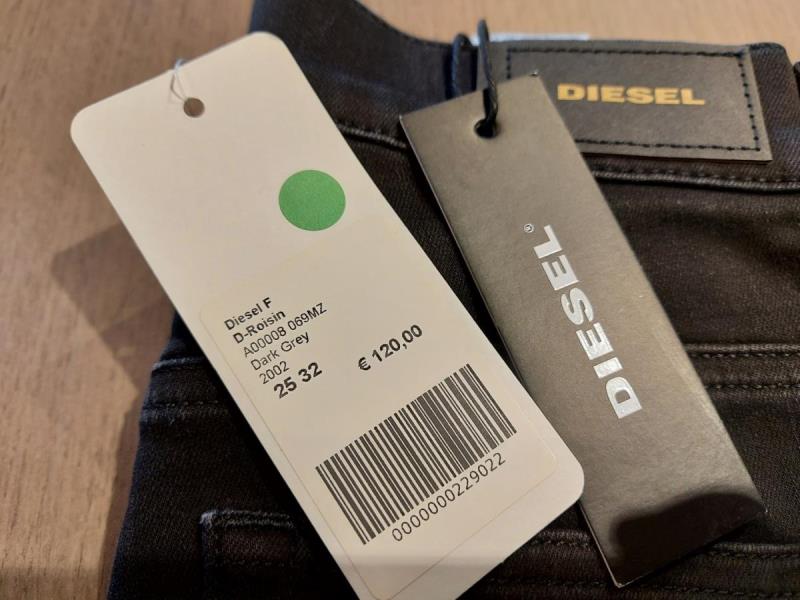 DIESEL
DIESEL®
Diesel F
D-Roisin
A00008 069MZ
Dark Grey
2002
25 32
€ 120,00
0000000229022